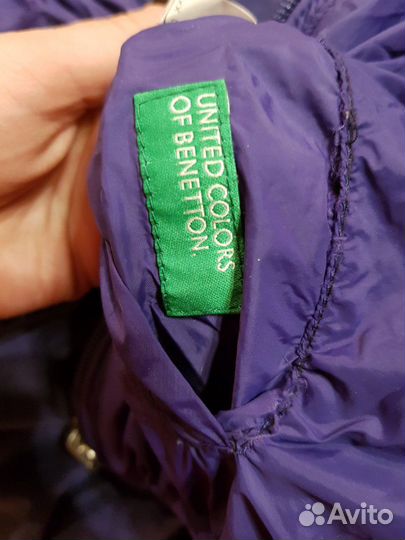 UNITED COLORS
OF BENETTON.
Avito